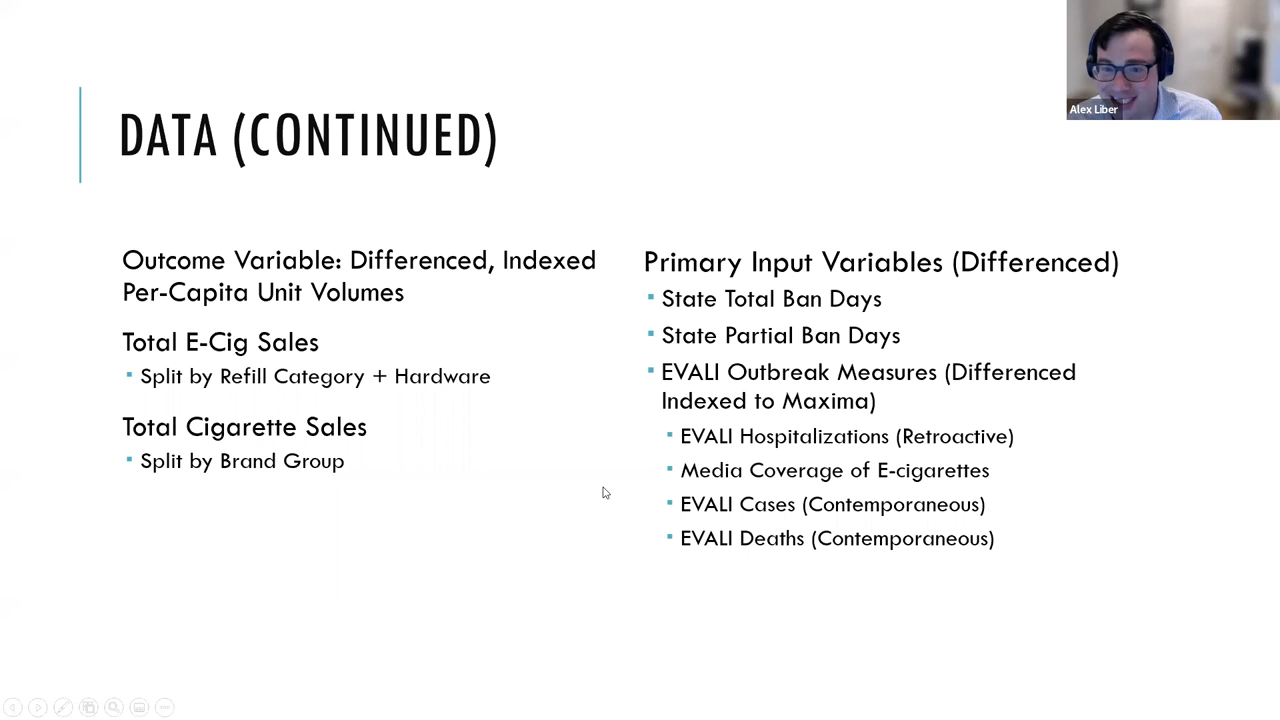 DATA (CONTINUED)
Alex Liber
Outcome Variable: Differenced, Indexed
Per-Capita Unit Volumes
Total E-Cig Sales
Split by Refill Category + Hardware
Total Cigarette Sales
Split by Brand Group
Primary Input Variables (Differenced)
State Total Ban Days
State Partial Ban Days
EVALI Outbreak Measures (Differenced
Indexed to Maxima)
EVALI Hospitalizations (Retroactive)
Media Coverage of E-cigarettes
EVALI Cases (Contemporaneous)
EVALI Deaths (Contemporaneous)